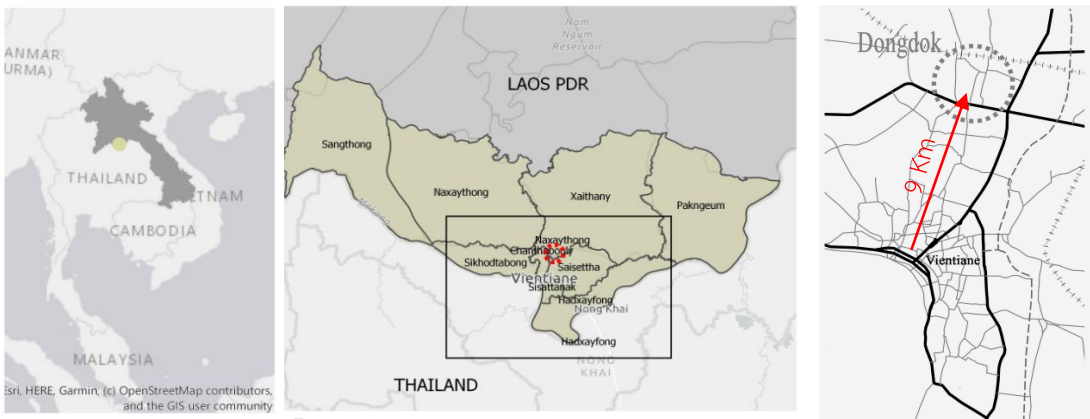 ANMAR
URMA)
THAILAND
TNAM
CAMBODIA
MALAYSIA
Esri, HERE, Garmin, (c) OpenStreetMap contributors,
and the GIS user community
Nam
Ngum
Reservoir
LAOS PDR
Sangthong
Naxaythong
Xaithany
Pakngeum
Naxaythong
Sikhodtabong
Saisettha
Vientiane
Sisattanak
Hadxayfong
Nong Khai
Hadxayfong
NONG
KHAI
THAILAND
Dongdok
9 Km
Vientiane